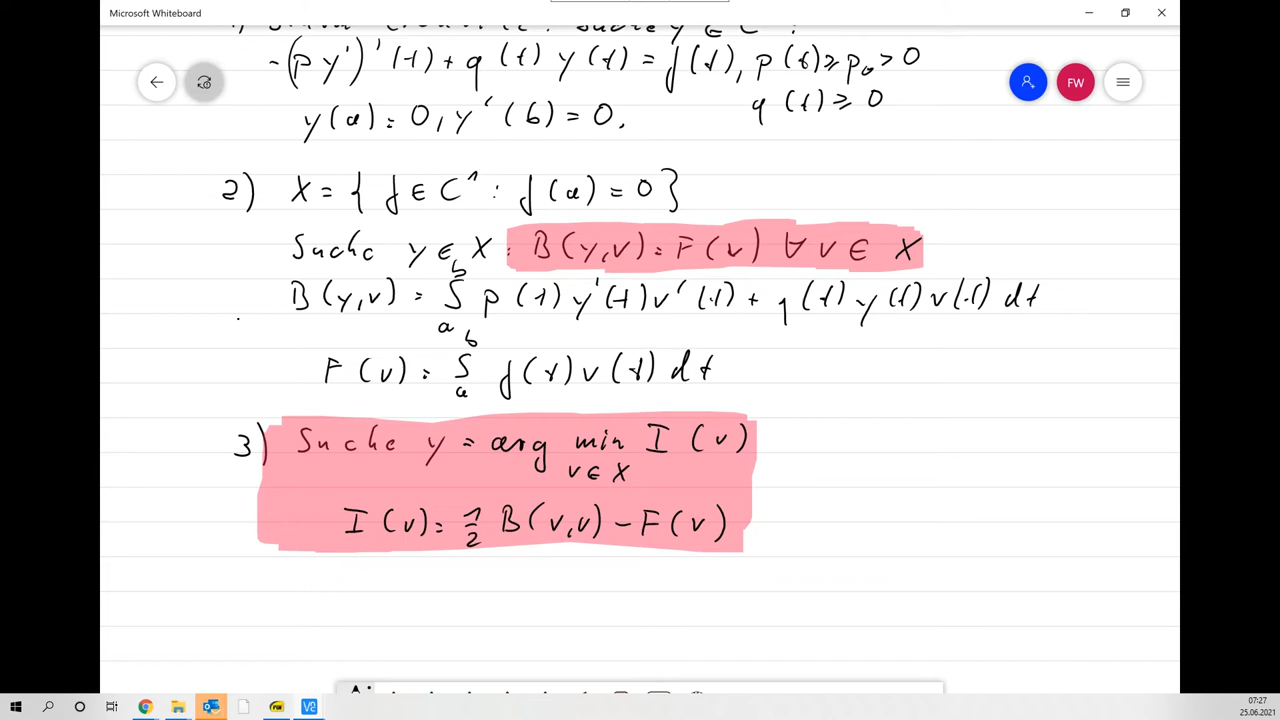 Microsoft Whiteboard
FW
-(p y')'(t) + q(t) y(t) = f(t), p(t) ≥ p₀ > 0
y(a) = 0, y'(b) = 0, q(t) ≥ 0
2) X = { f ∈ C¹ : f(a) = 0 }
Suche y ∈ X : B(y,v) = F(v) ∀ v ∈ X
B(y,v) = ∫ₐᵇ p(t) y'(t) v'(t) + q(t) y(t) v(t) dt
F(v) = ∫ₐᵇ f(t) v(t) dt
3) Suche y = arg min I(v)
v ∈ X
I(v) = 1/2 B(v,v) - F(v)
07:27
25.06.2021